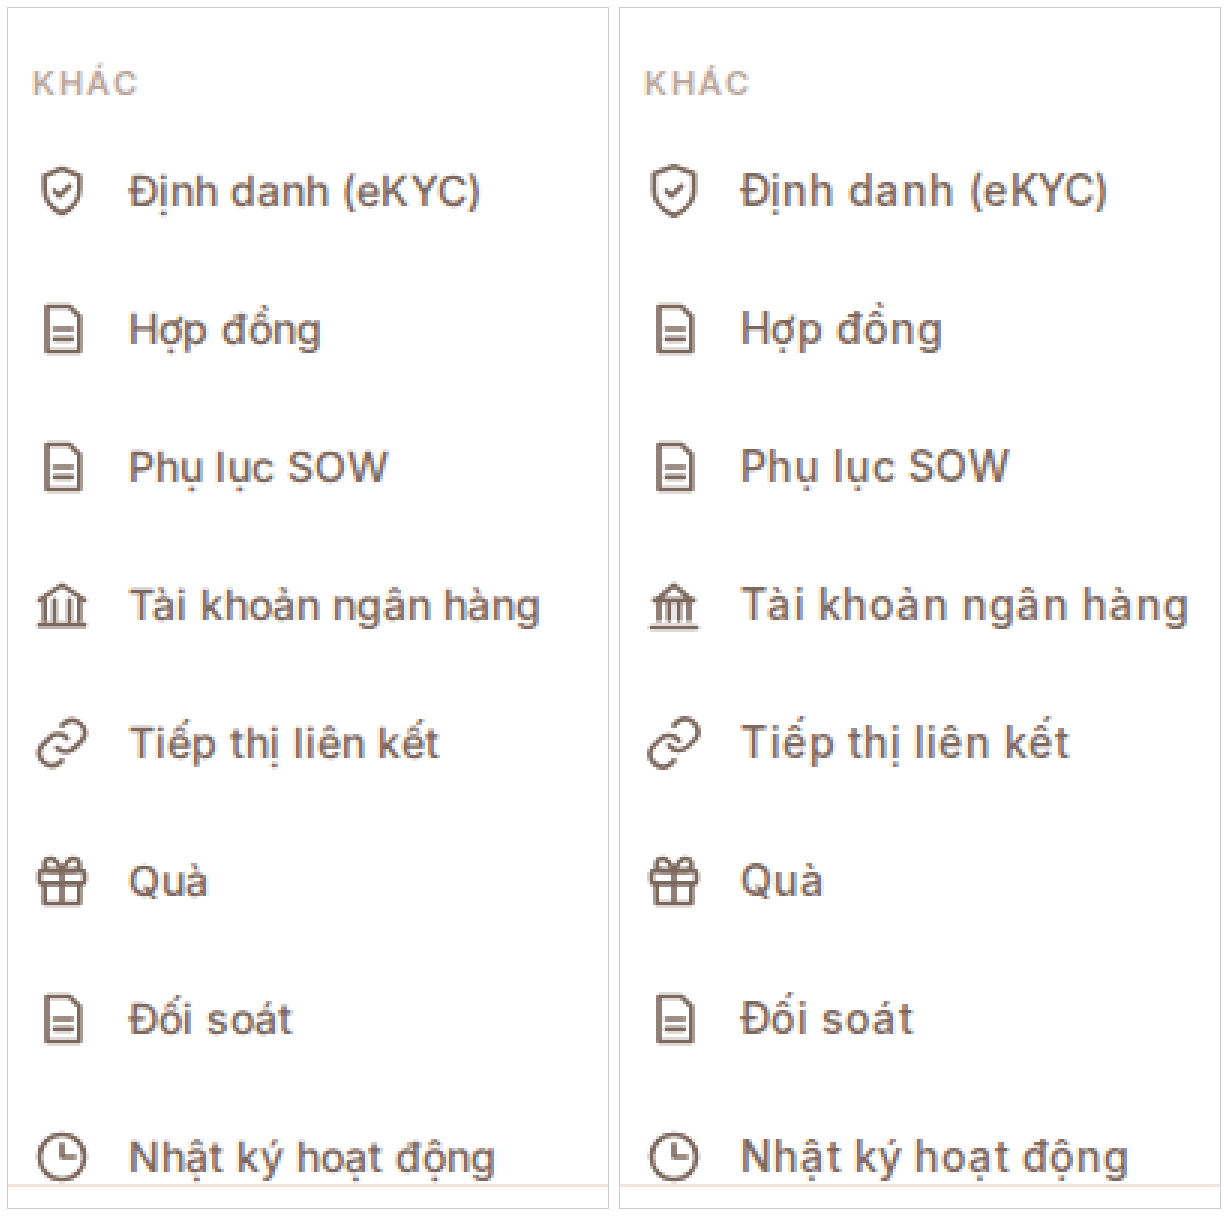 KHÁC
Định danh (eKYC)
Hợp đồng
Phụ lục SOW
Tài khoản ngân hàng
Tiếp thị liên kết
Quà
Đối soát
Nhật ký hoạt động
KHÁC
Định danh (eKYC)
Hợp đồng
Phụ lục SOW
Tài khoản ngân hàng
Tiếp thị liên kết
Quà
Đối soát
Nhật ký hoạt động